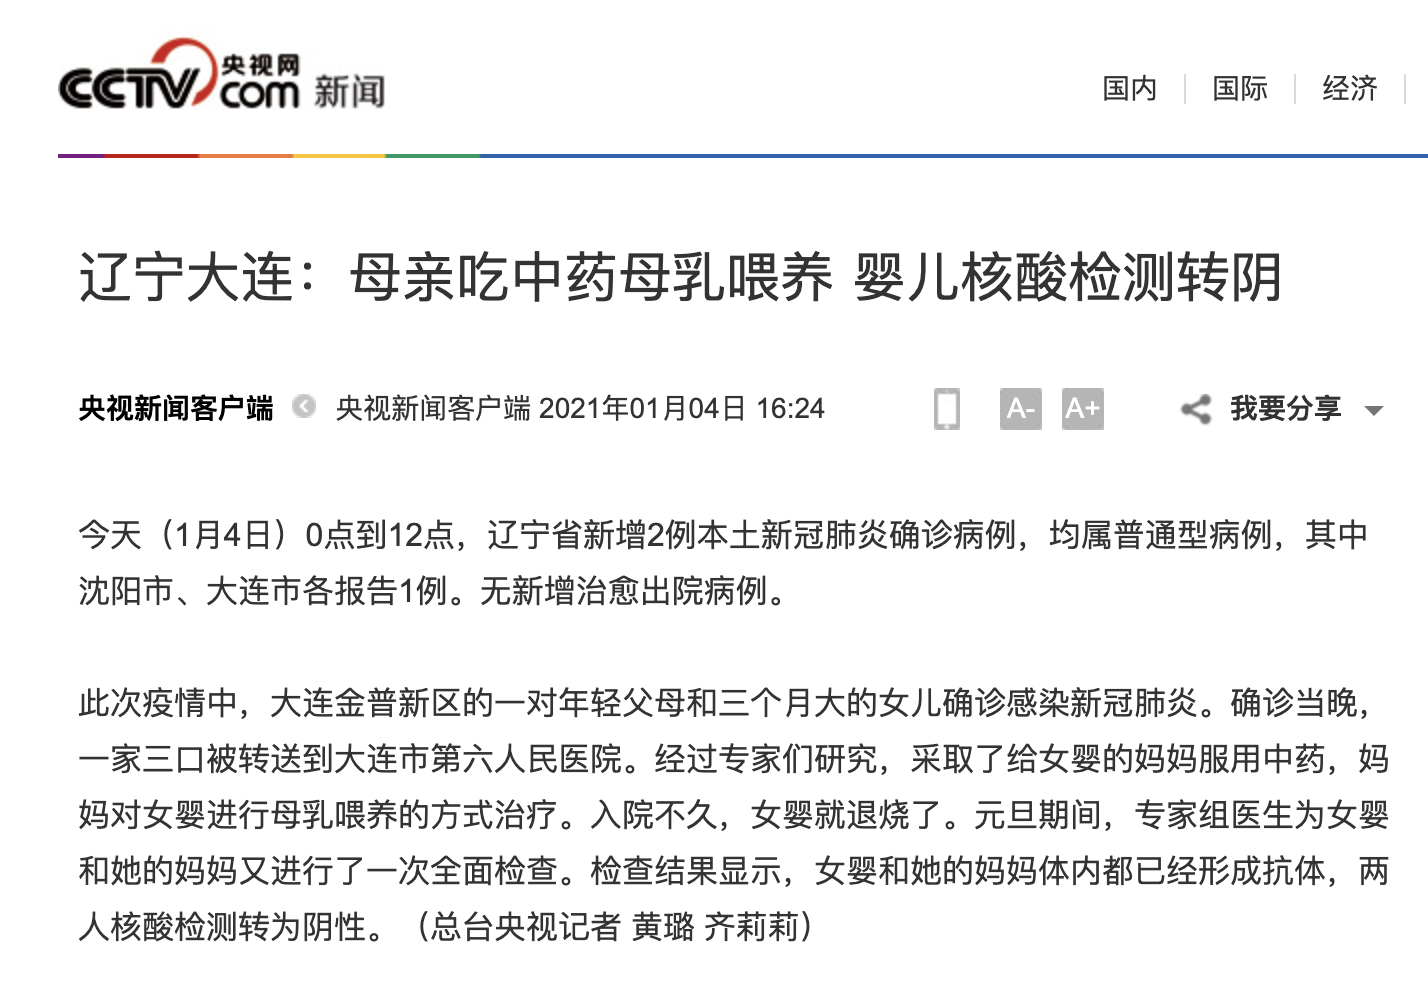 CCTV.com 央视网 新闻
国内 国际 经济
辽宁大连：母亲吃中药母乳喂养 婴儿核酸检测转阴
央视新闻客户端 央视新闻客户端 2021年01月04日 16:24 A- A+ 我要分享
今天（1月4日）0点到12点，辽宁省新增2例本土新冠肺炎确诊病例，均属普通型病例，其中
沈阳市、大连市各报告1例。无新增治愈出院病例。
此次疫情中，大连金普新区的一对年轻父母和三个月大的女儿确诊感染新冠肺炎。确诊当晚，
一家三口被转送到大连市第六人民医院。经过专家们研究，采取了给女婴的妈妈服用中药，妈
妈对女婴进行母乳喂养的方式治疗。入院不久，女婴就退烧了。元旦期间，专家组医生为女婴
和她的妈妈又进行了一次全面检查。检查结果显示，女婴和她的妈妈体内都已经形成抗体，两
人核酸检测转为阴性。（总台央视记者 黄璐 齐莉莉）